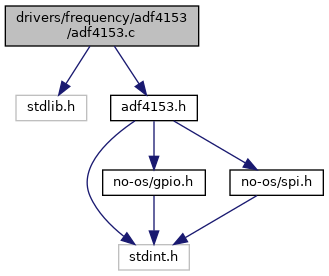 drivers/frequency/adf4153
/adf4153.c
stdlib.h
adf4153.h
no-os/gpio.h
no-os/spi.h
stdint.h